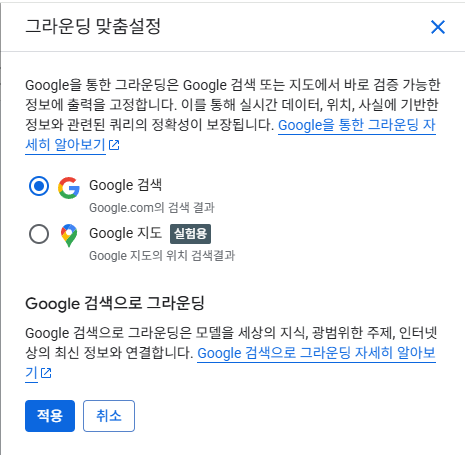 그라운딩 맞춤설정
Google을 통한 그라운딩은 Google 검색 또는 지도에서 바로 검증 가능한
정보에 출력을 고정합니다. 이를 통해 실시간 데이터, 위치, 사실에 기반한
정보와 관련된 쿼리의 정확성이 보장됩니다. Google을 통한 그라운딩 자
세히 알아보기
Google 검색
Google.com의 검색 결과
Google 지도 실험용
Google 지도의 위치 검색결과
Google 검색으로 그라운딩
Google 검색으로 그라운딩은 모델을 세상의 지식, 광범위한 주제, 인터넷
상의 최신 정보와 연결합니다. Google 검색으로 그라운딩 자세히 알아보
기
적용 취소